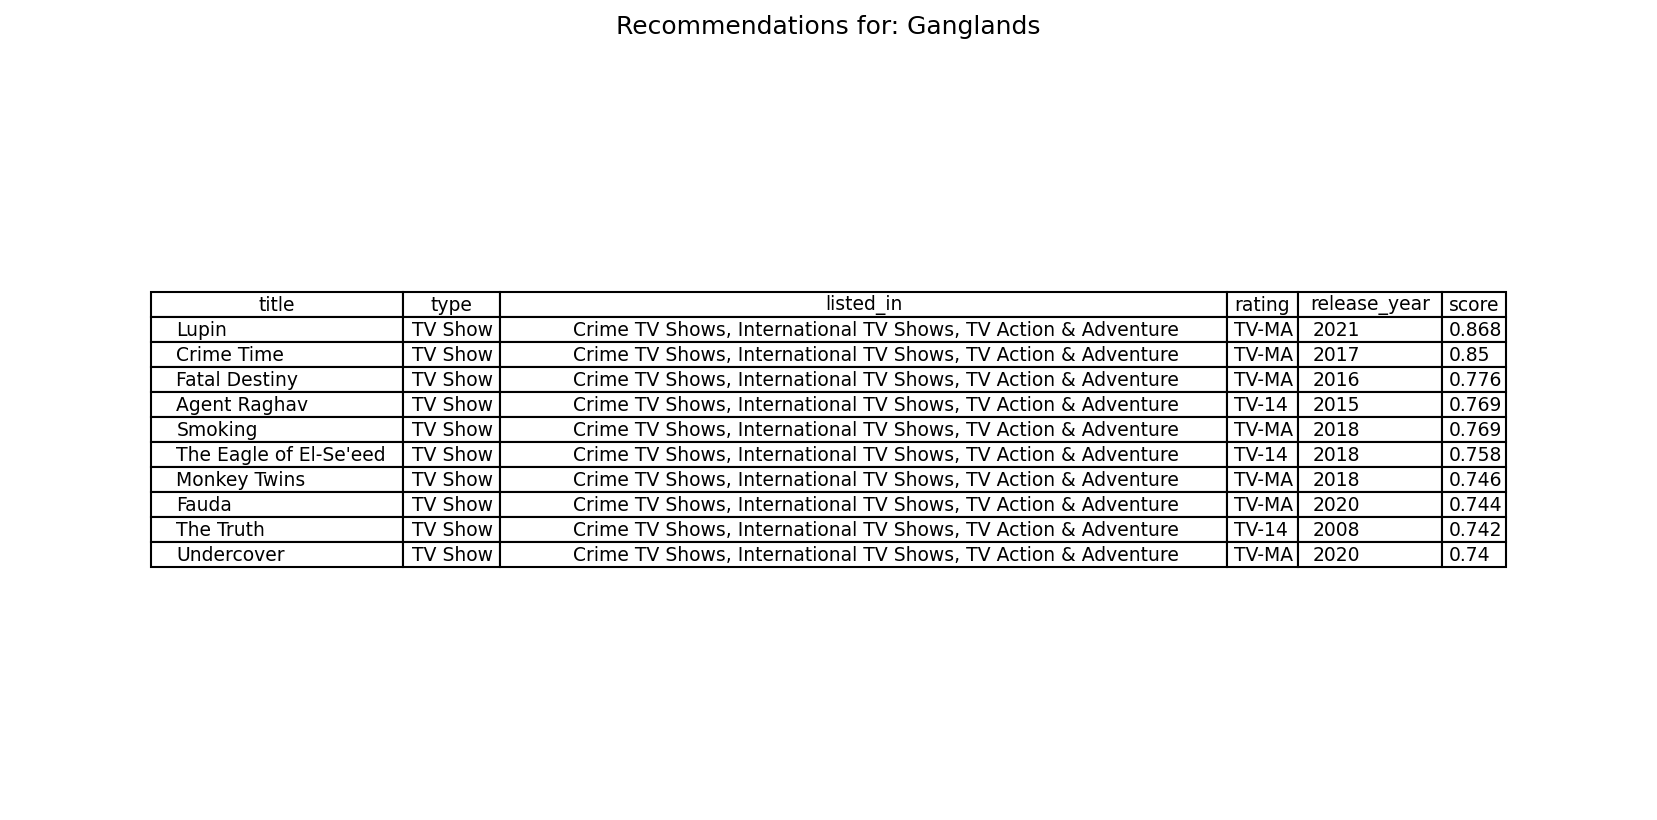 Recommendations for: Ganglands
title type listed_in rating release_year score
Lupin TV Show Crime TV Shows, International TV Shows, TV Action & Adventure TV-MA 2021 0.868
Crime Time TV Show Crime TV Shows, International TV Shows, TV Action & Adventure TV-MA 2017 0.85
Fatal Destiny TV Show Crime TV Shows, International TV Shows, TV Action & Adventure TV-MA 2016 0.776
Agent Raghav TV Show Crime TV Shows, International TV Shows, TV Action & Adventure TV-14 2015 0.769
Smoking TV Show Crime TV Shows, International TV Shows, TV Action & Adventure TV-MA 2018 0.769
The Eagle of El-Se'eed TV Show Crime TV Shows, International TV Shows, TV Action & Adventure TV-14 2018 0.758
Monkey Twins TV Show Crime TV Shows, International TV Shows, TV Action & Adventure TV-MA 2018 0.746
Fauda TV Show Crime TV Shows, International TV Shows, TV Action & Adventure TV-MA 2020 0.744
The Truth TV Show Crime TV Shows, International TV Shows, TV Action & Adventure TV-14 2008 0.742
Undercover TV Show Crime TV Shows, International TV Shows, TV Action & Adventure TV-MA 2020 0.74